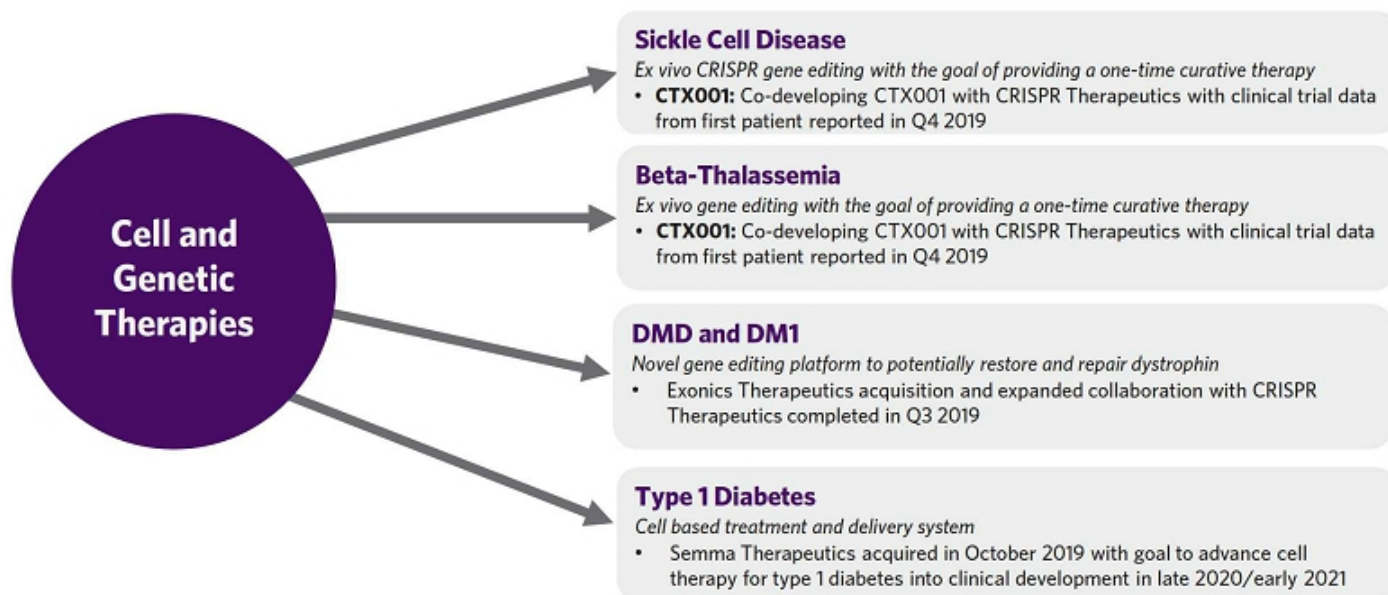 Cell and
Genetic
Therapies
Sickle Cell Disease
Ex vivo CRISPR gene editing with the goal of providing a one-time curative therapy
• CTX001: Co-developing CTX001 with CRISPR Therapeutics with clinical trial data
from first patient reported in Q4 2019
Beta-Thalassemia
Ex vivo gene editing with the goal of providing a one-time curative therapy
• CTX001: Co-developing CTX001 with CRISPR Therapeutics with clinical trial data
from first patient reported in Q4 2019
DMD and DM1
Novel gene editing platform to potentially restore and repair dystrophin
• Exonics Therapeutics acquisition and expanded collaboration with CRISPR
Therapeutics completed in Q3 2019
Type 1 Diabetes
Cell based treatment and delivery system
• Semma Therapeutics acquired in October 2019 with goal to advance cell
therapy for type 1 diabetes into clinical development in late 2020/early 2021